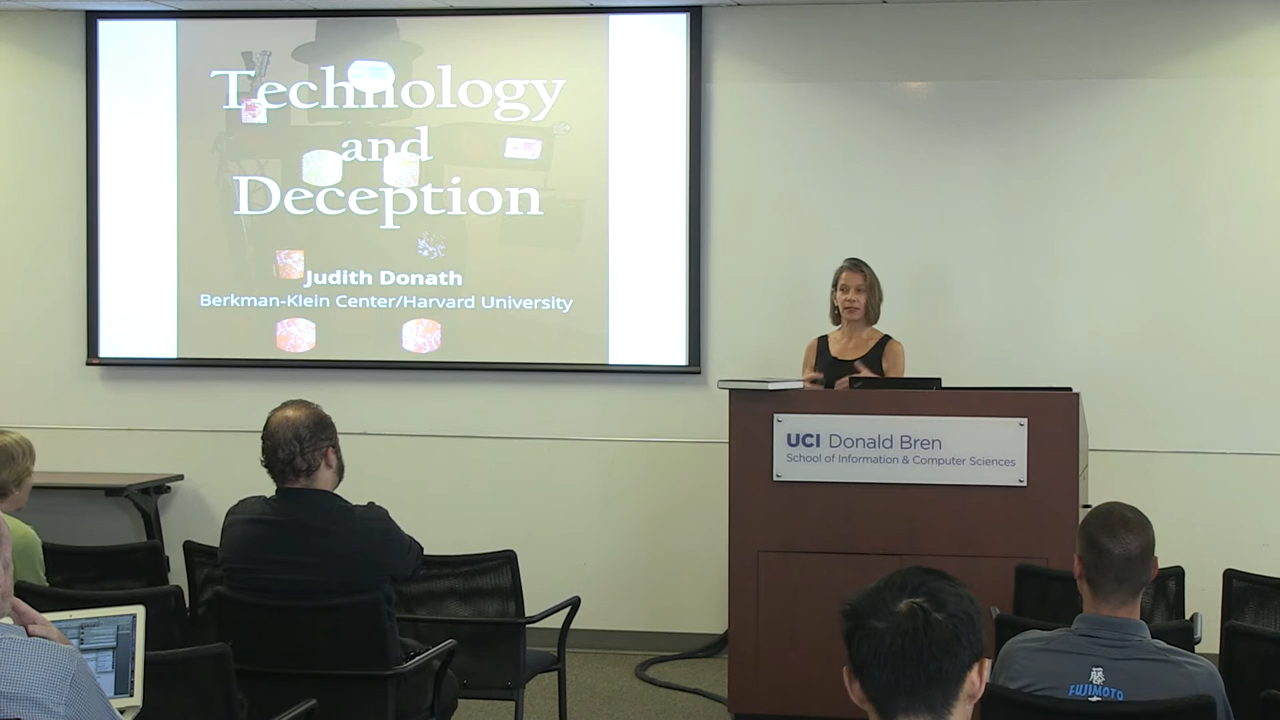 Technology
and
Deception
Judith Donath
Berkman-Klein Center/Harvard University
UCI Donald Bren
School of Information & Computer Sciences
藤
FUJIMOTO